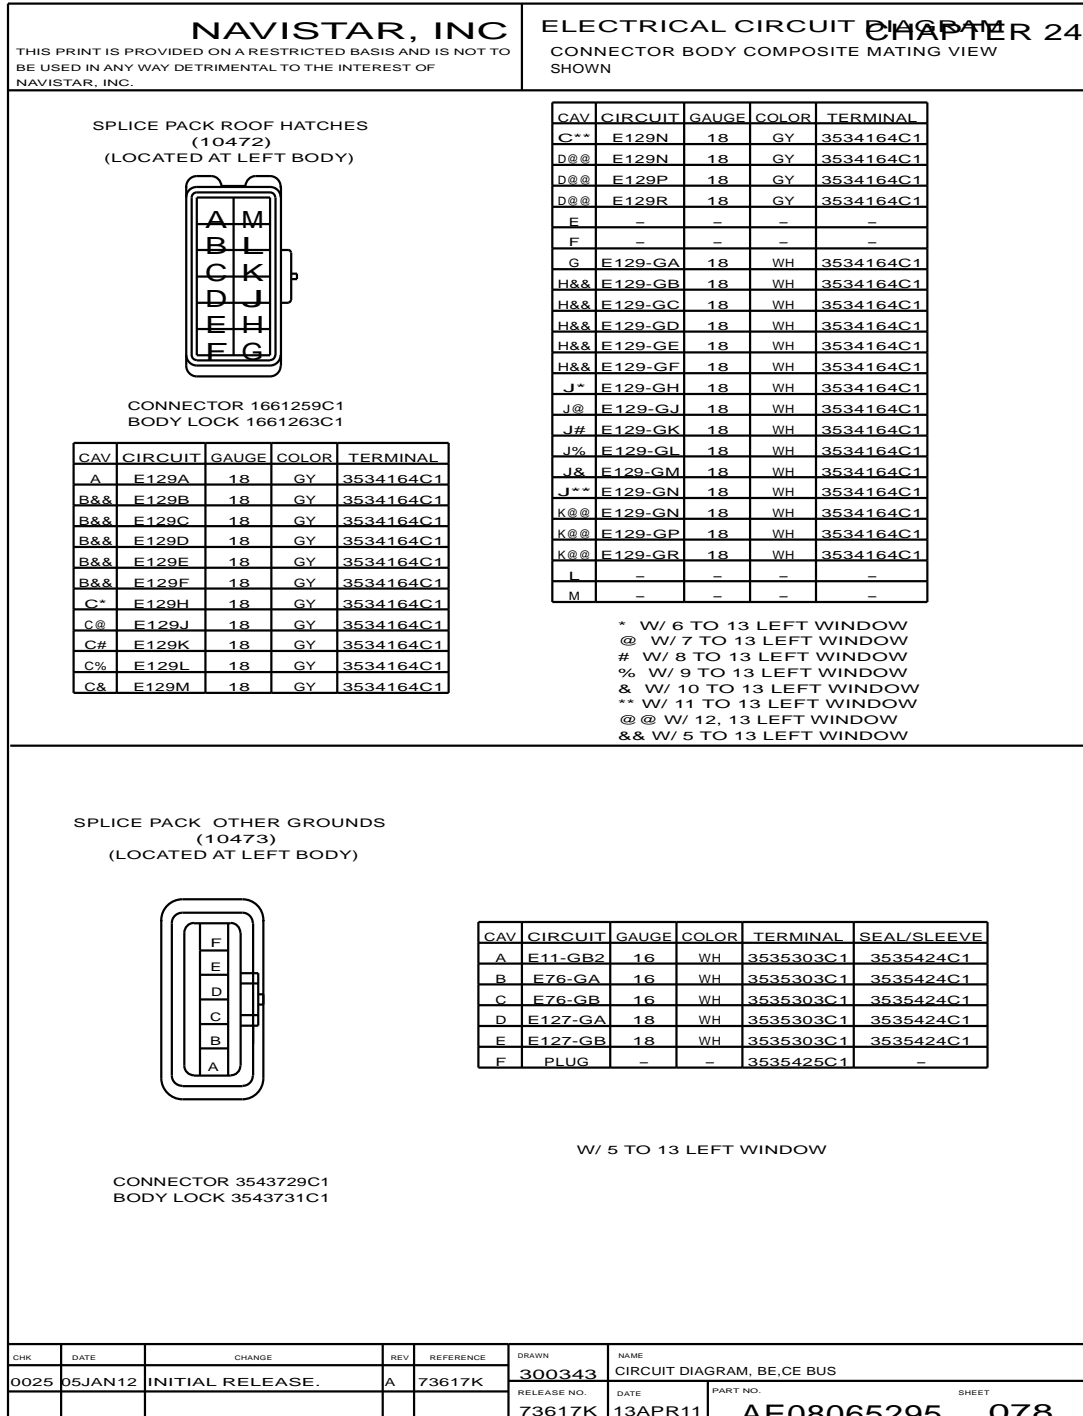 NAVISTAR, INC
THIS PRINT IS PROVIDED ON A RESTRICTED BASIS AND IS NOT TO
BE USED IN ANY WAY DETRIMENTAL TO THE INTEREST OF
NAVISTAR, INC.
ELECTRICAL CIRCUIT DIAGRAM
CHAPTER 24
CONNECTOR BODY COMPOSITE MATING VIEW
SHOWN
SPLICE PACK ROOF HATCHES
(10472)
(LOCATED AT LEFT BODY)
A M
B L
C K
D J
E H
F G
CONNECTOR 1661259C1
BODY LOCK 1661263C1
CAV CIRCUIT GAUGE COLOR TERMINAL
A E129A 18 GY 3534164C1
B&& E129B 18 GY 3534164C1
B&& E129C 18 GY 3534164C1
B&& E129D 18 GY 3534164C1
B&& E129E 18 GY 3534164C1
B&& E129F 18 GY 3534164C1
C* E129H 18 GY 3534164C1
C@ E129J 18 GY 3534164C1
C# E129K 18 GY 3534164C1
C% E129L 18 GY 3534164C1
C& E129M 18 GY 3534164C1
CAV CIRCUIT GAUGE COLOR TERMINAL
C** E129N 18 GY 3534164C1
D@@ E129N 18 GY 3534164C1
D@@ E129P 18 GY 3534164C1
D@@ E129R 18 GY 3534164C1
E – – – –
F – – – –
G E129-GA 18 WH 3534164C1
H&& E129-GB 18 WH 3534164C1
H&& E129-GC 18 WH 3534164C1
H&& E129-GD 18 WH 3534164C1
H&& E129-GE 18 WH 3534164C1
H&& E129-GF 18 WH 3534164C1
J* E129-GH 18 WH 3534164C1
J@ E129-GJ 18 WH 3534164C1
J# E129-GK 18 WH 3534164C1
J% E129-GL 18 WH 3534164C1
J& E129-GM 18 WH 3534164C1
J** E129-GN 18 WH 3534164C1
K@@ E129-GN 18 WH 3534164C1
K@@ E129-GP 18 WH 3534164C1
K@@ E129-GR 18 WH 3534164C1
L – – – –
M – – – –
* W/ 6 TO 13 LEFT WINDOW
@ W/ 7 TO 13 LEFT WINDOW
# W/ 8 TO 13 LEFT WINDOW
% W/ 9 TO 13 LEFT WINDOW
& W/ 10 TO 13 LEFT WINDOW
** W/ 11 TO 13 LEFT WINDOW
@@ W/ 12, 13 LEFT WINDOW
&& W/ 5 TO 13 LEFT WINDOW
SPLICE PACK OTHER GROUNDS
(10473)
(LOCATED AT LEFT BODY)
F
E
D
C
B
A
CONNECTOR 3543729C1
BODY LOCK 3543731C1
CAV CIRCUIT GAUGE COLOR TERMINAL SEAL/SLEEVE
A E11-GB2 16 WH 3535303C1 3535424C1
B E76-GA 16 WH 3535303C1 3535424C1
C E76-GB 16 WH 3535303C1 3535424C1
D E127-GA 18 WH 3535303C1 3535424C1
E E127-GB 18 WH 3535303C1 3535424C1
F PLUG – – 3535425C1 –
W/ 5 TO 13 LEFT WINDOW
CHK DATE CHANGE REV REFERENCE
0025 05JAN12 INITIAL RELEASE. A 73617K
DRAWN
300343
NAME
CIRCUIT DIAGRAM, BE,CE BUS
RELEASE NO.
73617K
DATE
13APR11
PART NO.
AE08065295
SHEET
078